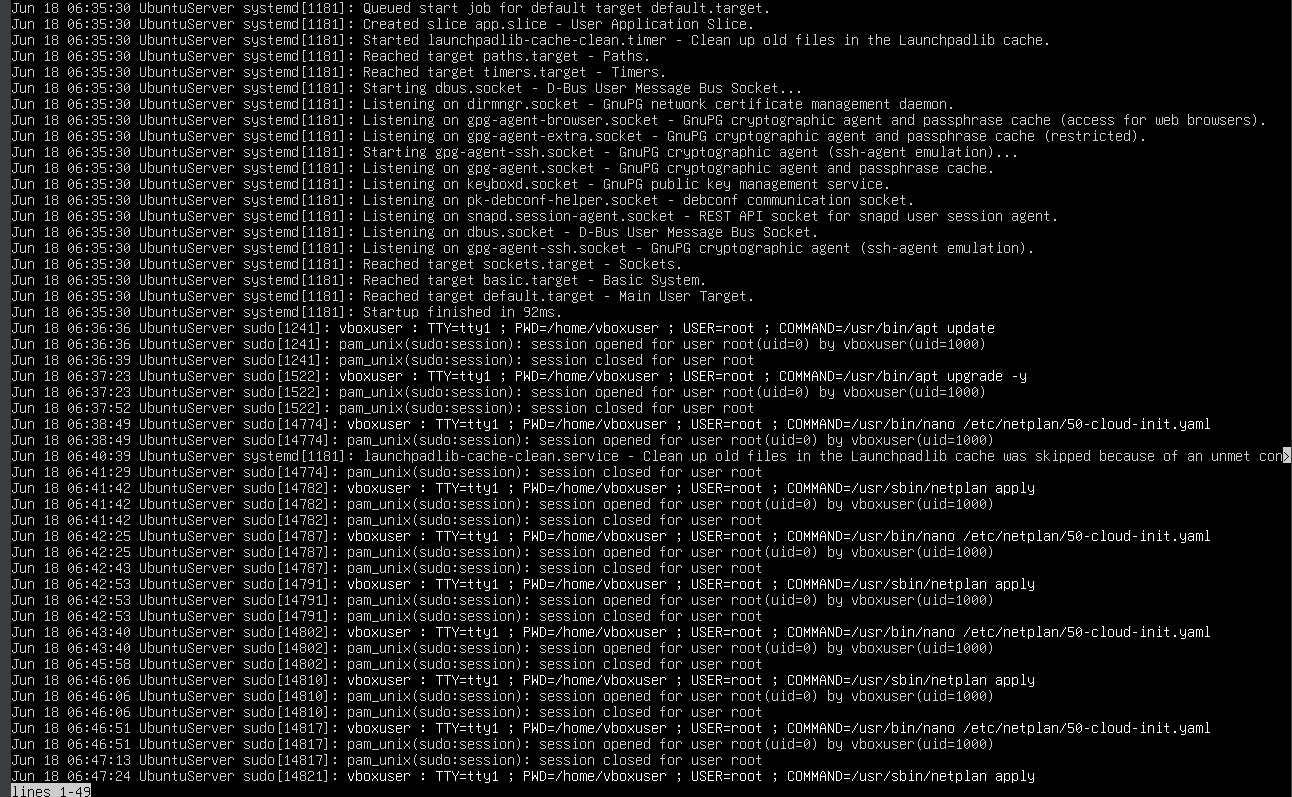 Jun 18 06:35:30 UbuntuServer systemd[1181]: Queued start job for default target default.target.
Jun 18 06:35:30 UbuntuServer systemd[1181]: Created slice app.slice - User Application Slice.
Jun 18 06:35:30 UbuntuServer systemd[1181]: Started launchpadlib-cache-clean.timer - Clean up old files in the Launchpadlib cache.
Jun 18 06:35:30 UbuntuServer systemd[1181]: Reached target paths.target - Paths.
Jun 18 06:35:30 UbuntuServer systemd[1181]: Reached target timers.target - Timers.
Jun 18 06:35:30 UbuntuServer systemd[1181]: Starting dbus.socket - D-Bus User Message Bus Socket...
Jun 18 06:35:30 UbuntuServer systemd[1181]: Listening on dirmngr.socket - GnuPG network certificate management daemon.
Jun 18 06:35:30 UbuntuServer systemd[1181]: Listening on gpg-agent-browser.socket - GnuPG cryptographic agent and passphrase cache (access for web browsers).
Jun 18 06:35:30 UbuntuServer systemd[1181]: Listening on gpg-agent-extra.socket - GnuPG cryptographic agent and passphrase cache (restricted).
Jun 18 06:35:30 UbuntuServer systemd[1181]: Starting gpg-agent-ssh.socket - GnuPG cryptographic agent (ssh-agent emulation)...
Jun 18 06:35:30 UbuntuServer systemd[1181]: Listening on gpg-agent.socket - GnuPG cryptographic agent and passphrase cache.
Jun 18 06:35:30 UbuntuServer systemd[1181]: Listening on keyboxd.socket - GnuPG public key management service.
Jun 18 06:35:30 UbuntuServer systemd[1181]: Listening on pk-debconf-helper.socket - debconf communication socket.
Jun 18 06:35:30 UbuntuServer systemd[1181]: Listening on snapd.session-agent.socket - REST API socket for snapd user session agent.
Jun 18 06:35:30 UbuntuServer systemd[1181]: Listening on dbus.socket - D-Bus User Message Bus Socket.
Jun 18 06:35:30 UbuntuServer systemd[1181]: Listening on gpg-agent-ssh.socket - GnuPG cryptographic agent (ssh-agent emulation).
Jun 18 06:35:30 UbuntuServer systemd[1181]: Reached target sockets.target - Sockets.
Jun 18 06:35:30 UbuntuServer systemd[1181]: Reached target basic.target - Basic System.
Jun 18 06:35:30 UbuntuServer systemd[1181]: Reached target default.target - Main User Target.
Jun 18 06:35:30 UbuntuServer systemd[1181]: Startup finished in 92ms.
Jun 18 06:36:36 UbuntuServer sudo[1241]: vboxuser : TTY=tty1 ; PWD=/home/vboxuser ; USER=root ; COMMAND=/usr/bin/apt update
Jun 18 06:36:36 UbuntuServer sudo[1241]: pam_unix(sudo:session): session opened for user root(uid=0) by vboxuser(uid=1000)
Jun 18 06:36:39 UbuntuServer sudo[1241]: pam_unix(sudo:session): session closed for user root
Jun 18 06:37:23 UbuntuServer sudo[1522]: vboxuser : TTY=tty1 ; PWD=/home/vboxuser ; USER=root ; COMMAND=/usr/bin/apt upgrade -y
Jun 18 06:37:23 UbuntuServer sudo[1522]: pam_unix(sudo:session): session opened for user root(uid=0) by vboxuser(uid=1000)
Jun 18 06:37:52 UbuntuServer sudo[1522]: pam_unix(sudo:session): session closed for user root
Jun 18 06:38:49 UbuntuServer sudo[14774]: vboxuser : TTY=tty1 ; PWD=/home/vboxuser ; USER=root ; COMMAND=/usr/bin/nano /etc/netplan/50-cloud-init.yaml
Jun 18 06:38:49 UbuntuServer sudo[14774]: pam_unix(sudo:session): session opened for user root(uid=0) by vboxuser(uid=1000)
Jun 18 06:40:39 UbuntuServer systemd[1181]: launchpadlib-cache-clean.service - Clean up old files in the Launchpadlib cache was skipped because of an unmet con>
Jun 18 06:41:29 UbuntuServer sudo[14774]: pam_unix(sudo:session): session closed for user root
Jun 18 06:41:42 UbuntuServer sudo[14782]: vboxuser : TTY=tty1 ; PWD=/home/vboxuser ; USER=root ; COMMAND=/usr/sbin/netplan apply
Jun 18 06:41:42 UbuntuServer sudo[14782]: pam_unix(sudo:session): session opened for user root(uid=0) by vboxuser(uid=1000)
Jun 18 06:41:42 UbuntuServer sudo[14782]: pam_unix(sudo:session): session closed for user root
Jun 18 06:42:25 UbuntuServer sudo[14787]: vboxuser : TTY=tty1 ; PWD=/home/vboxuser ; USER=root ; COMMAND=/usr/bin/nano /etc/netplan/50-cloud-init.yaml
Jun 18 06:42:25 UbuntuServer sudo[14787]: pam_unix(sudo:session): session opened for user root(uid=0) by vboxuser(uid=1000)
Jun 18 06:42:43 UbuntuServer sudo[14787]: pam_unix(sudo:session): session closed for user root
Jun 18 06:42:53 UbuntuServer sudo[14791]: vboxuser : TTY=tty1 ; PWD=/home/vboxuser ; USER=root ; COMMAND=/usr/sbin/netplan apply
Jun 18 06:42:53 UbuntuServer sudo[14791]: pam_unix(sudo:session): session opened for user root(uid=0) by vboxuser(uid=1000)
Jun 18 06:42:53 UbuntuServer sudo[14791]: pam_unix(sudo:session): session closed for user root
Jun 18 06:43:40 UbuntuServer sudo[14802]: vboxuser : TTY=tty1 ; PWD=/home/vboxuser ; USER=root ; COMMAND=/usr/bin/nano /etc/netplan/50-cloud-init.yaml
Jun 18 06:43:40 UbuntuServer sudo[14802]: pam_unix(sudo:session): session opened for user root(uid=0) by vboxuser(uid=1000)
Jun 18 06:45:58 UbuntuServer sudo[14802]: pam_unix(sudo:session): session closed for user root
Jun 18 06:46:06 UbuntuServer sudo[14810]: vboxuser : TTY=tty1 ; PWD=/home/vboxuser ; USER=root ; COMMAND=/usr/sbin/netplan apply
Jun 18 06:46:06 UbuntuServer sudo[14810]: pam_unix(sudo:session): session opened for user root(uid=0) by vboxuser(uid=1000)
Jun 18 06:46:06 UbuntuServer sudo[14810]: pam_unix(sudo:session): session closed for user root
Jun 18 06:46:51 UbuntuServer sudo[14817]: vboxuser : TTY=tty1 ; PWD=/home/vboxuser ; USER=root ; COMMAND=/usr/bin/nano /etc/netplan/50-cloud-init.yaml
Jun 18 06:46:51 UbuntuServer sudo[14817]: pam_unix(sudo:session): session opened for user root(uid=0) by vboxuser(uid=1000)
Jun 18 06:47:13 UbuntuServer sudo[14817]: pam_unix(sudo:session): session closed for user root
Jun 18 06:47:24 UbuntuServer sudo[14821]: vboxuser : TTY=tty1 ; PWD=/home/vboxuser ; USER=root ; COMMAND=/usr/sbin/netplan apply
lines 1-49